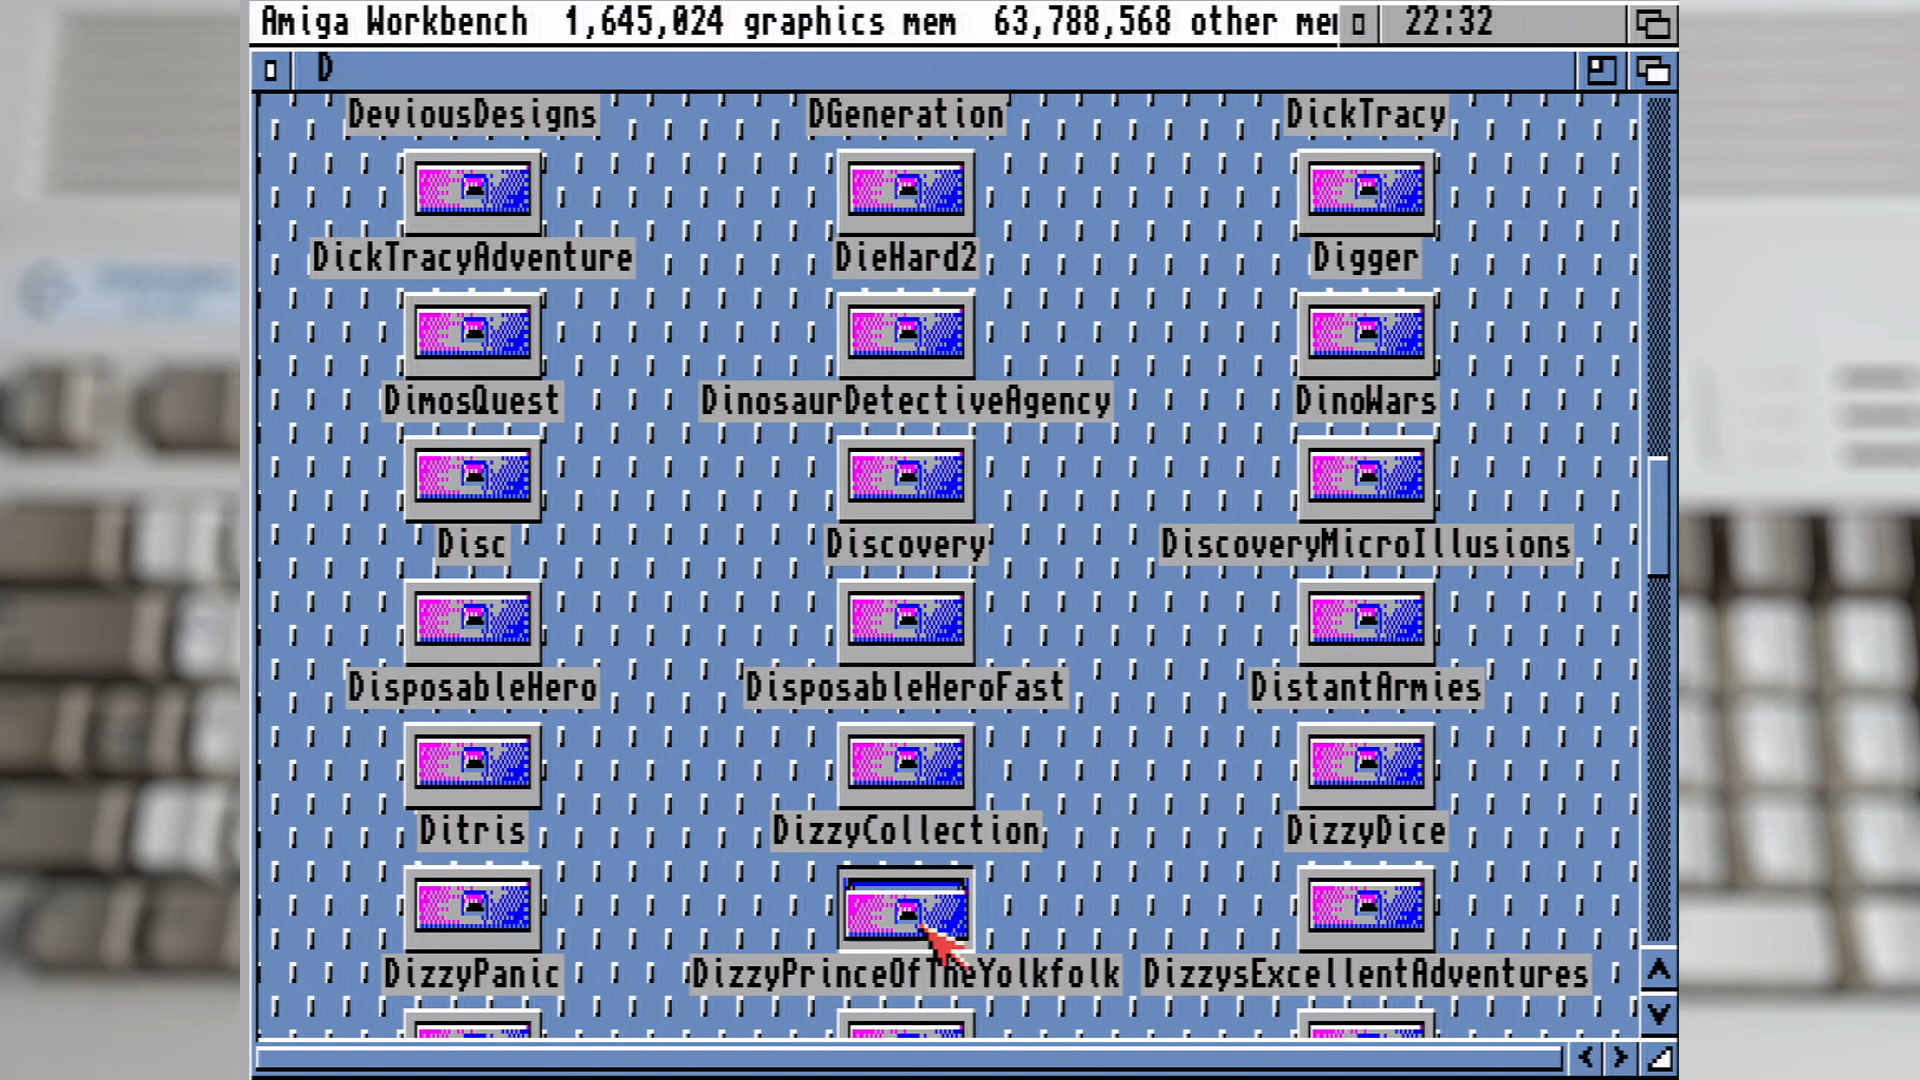 Amiga Workbench 1,645,024 graphics mem 63,788,568 other mem 22:32
D
DeviousDesigns DGeneration DickTracy
DickTracyAdventure DieHard2 Digger
DimosQuest DinosaurDetectiveAgency DinoWars
Disc Discovery DiscoveryMicroIllusions
DisposableHero DisposableHeroFast DistantArmies
Ditris DizzyCollection DizzyDice
DizzyPanic DizzyPrinceOfTheYolkfolk DizzysExcellentAdventures